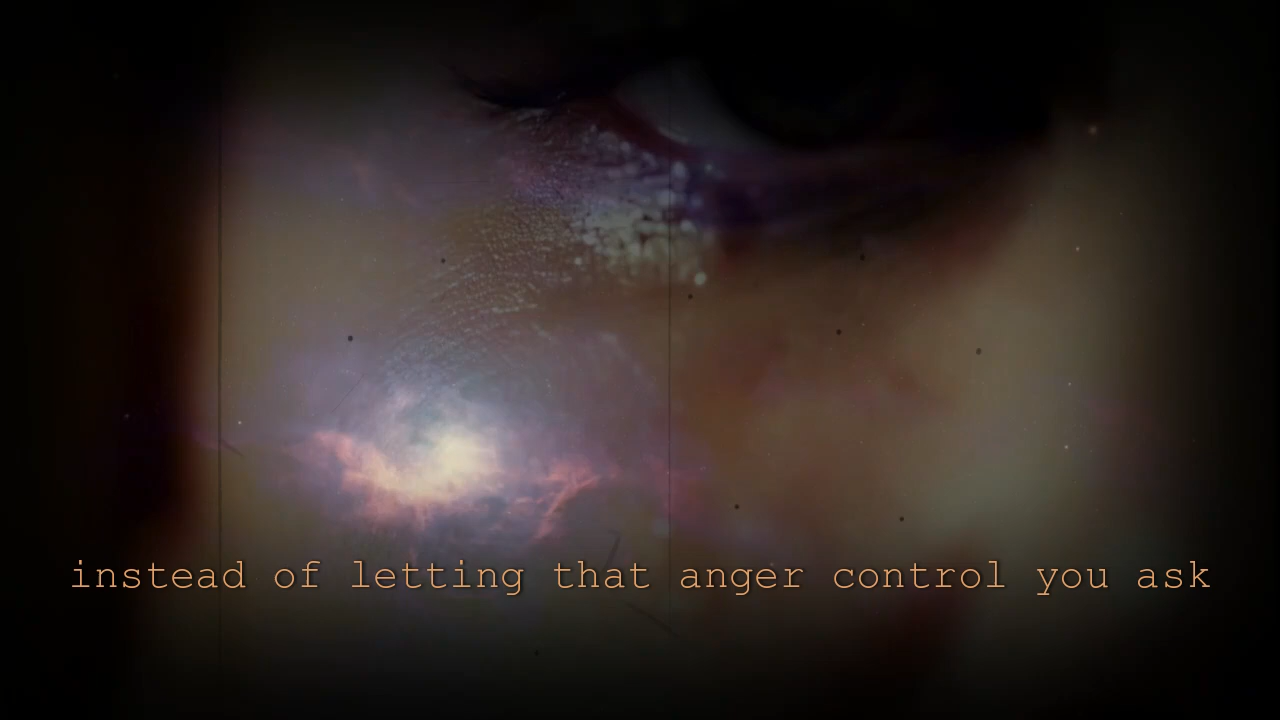 instead of letting that anger control you ask